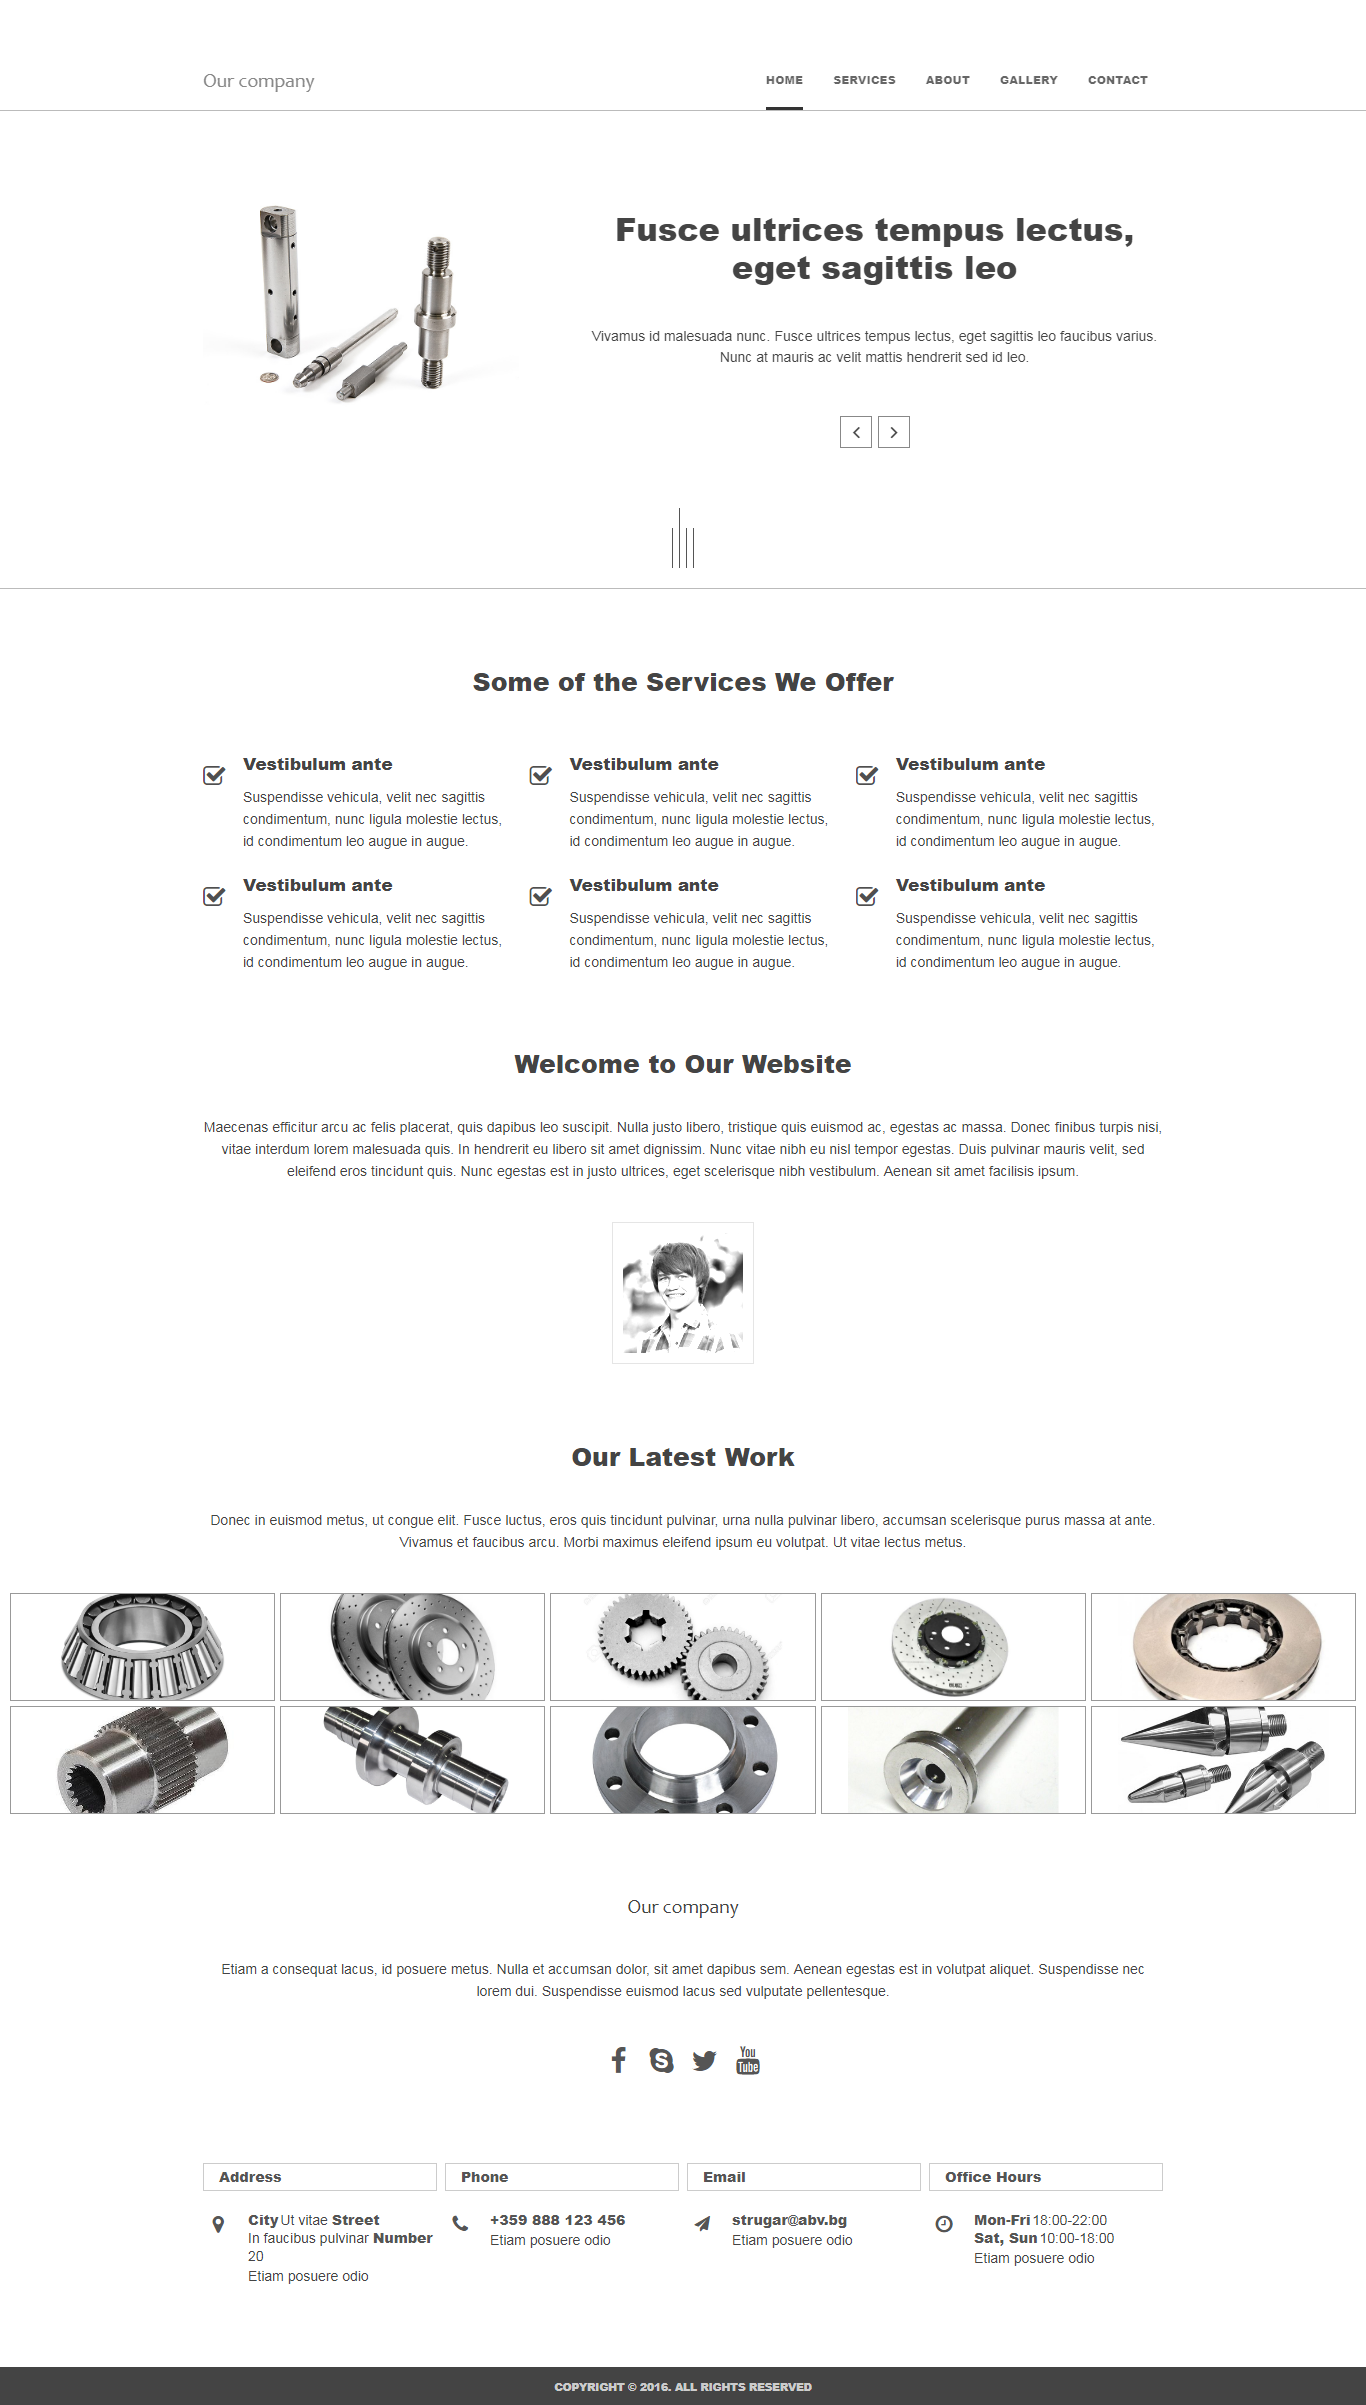 Our company
HOME SERVICES ABOUT GALLERY CONTACT
Fusce ultrices tempus lectus,
eget sagittis leo
Vivamus id malesuada nunc. Fusce ultrices tempus lectus, eget sagittis leo faucibus varius.
Nunc at mauris ac velit mattis hendrerit sed id leo.
Some of the Services We Offer
Vestibulum ante
Suspendisse vehicula, velit nec sagittis
condimentum, nunc ligula molestie lectus,
id condimentum leo augue in augue.
Vestibulum ante
Suspendisse vehicula, velit nec sagittis
condimentum, nunc ligula molestie lectus,
id condimentum leo augue in augue.
Vestibulum ante
Suspendisse vehicula, velit nec sagittis
condimentum, nunc ligula molestie lectus,
id condimentum leo augue in augue.
Vestibulum ante
Suspendisse vehicula, velit nec sagittis
condimentum, nunc ligula molestie lectus,
id condimentum leo augue in augue.
Vestibulum ante
Suspendisse vehicula, velit nec sagittis
condimentum, nunc ligula molestie lectus,
id condimentum leo augue in augue.
Vestibulum ante
Suspendisse vehicula, velit nec sagittis
condimentum, nunc ligula molestie lectus,
id condimentum leo augue in augue.
Welcome to Our Website
Maecenas efficitur arcu ac felis placerat, quis dapibus leo suscipit. Nulla justo libero, tristique quis euismod ac, egestas ac massa. Donec finibus turpis nisi,
vitae interdum lorem malesuada quis. In hendrerit eu libero sit amet dignissim. Nunc vitae nibh eu nisl tempor egestas. Duis pulvinar mauris velit, sed
eleifend eros tincidunt quis. Nunc egestas est in justo ultrices, eget scelerisque nibh vestibulum. Aenean sit amet facilisis ipsum.
Our Latest Work
Donec in euismod metus, ut congue elit. Fusce luctus, eros quis tincidunt pulvinar, urna nulla pulvinar libero, accumsan scelerisque purus massa at ante.
Vivamus et faucibus arcu. Morbi maximus eleifend ipsum eu volutpat. Ut vitae lectus metus.
Our company
Etiam a consequat lacus, id posuere metus. Nulla et accumsan dolor, sit amet dapibus sem. Aenean egestas est in volutpat aliquet. Suspendisse nec
lorem dui. Suspendisse euismod lacus sed vulputate pellentesque.
You
Tube
Address
City Ut vitae Street
In faucibus pulvinar Number
20
Etiam posuere odio
Phone
+359 888 123 456
Etiam posuere odio
Email
strugar@abv.bg
Etiam posuere odio
Office Hours
Mon-Fri 18:00-22:00
Sat, Sun 10:00-18:00
Etiam posuere odio
COPYRIGHT © 2016. ALL RIGHTS RESERVED